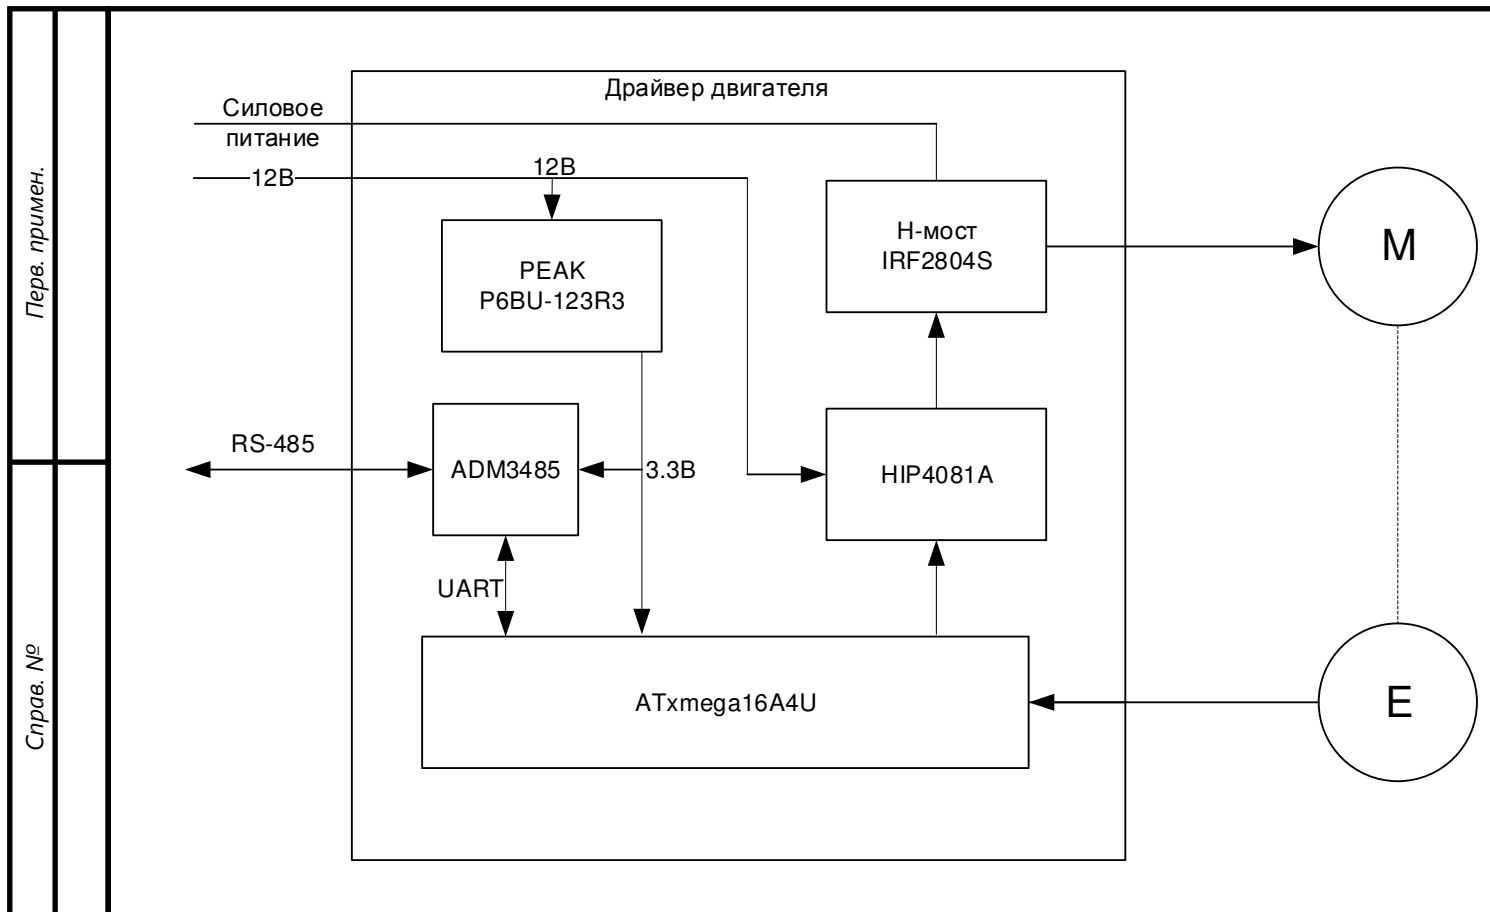 Драйвер двигателя
Силовое
питание
12В
12В
PEAK
P6BU-123R3
Н-мост
IRF2804S
M
RS-485
ADM3485
3.3В
HIP4081A
UART
ATxmega16A4U
E
Перв. примен.
Справ. №